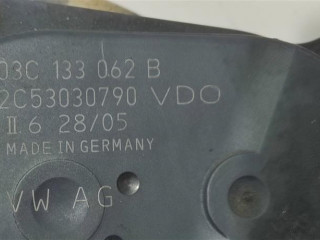 03C 133 062 B
2C53030790 VDO
II.6 28/05
MADE IN GERMANY
VW AG